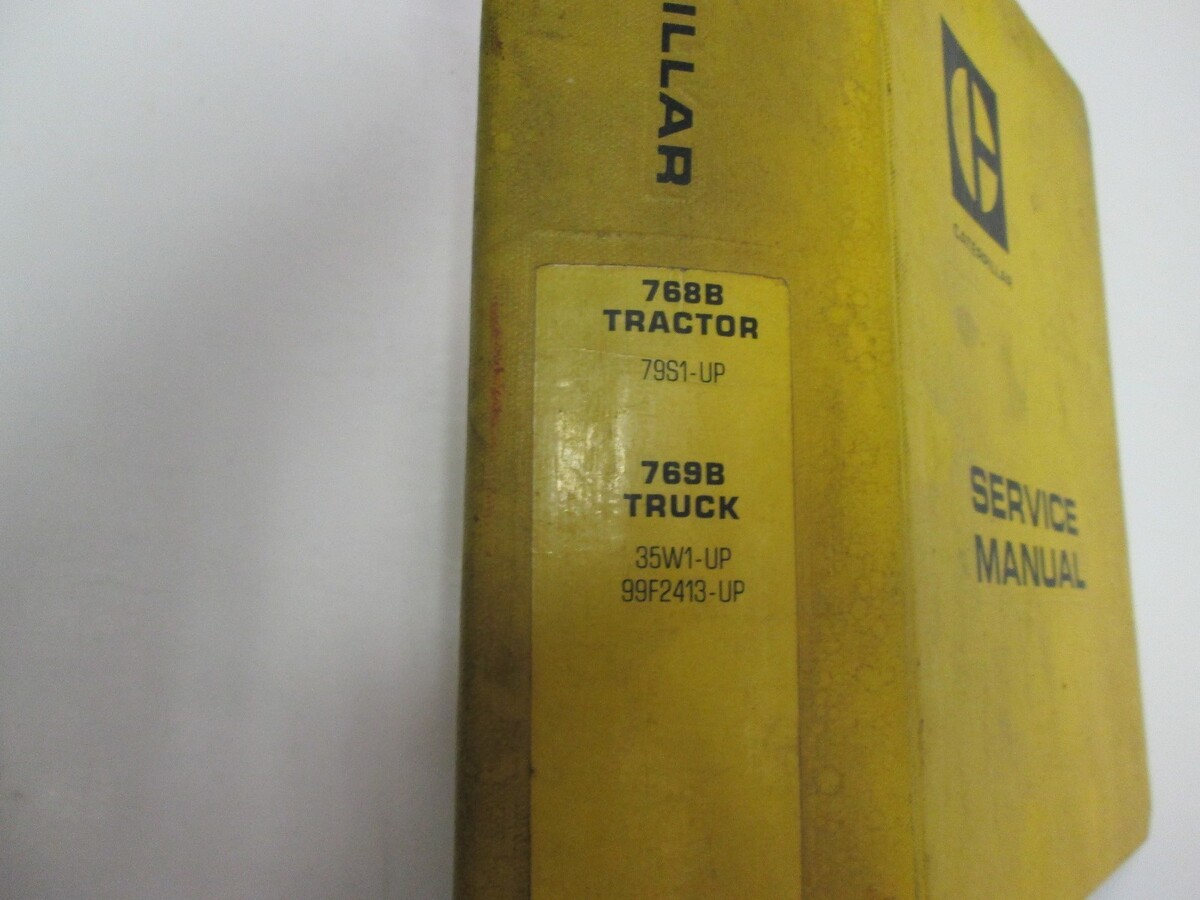 ILLAR
768B
TRACTOR
79S1-UP
769B
TRUCK
35W1-UP
99F2413-UP
CATERPILLAR
SERVICE
MANUAL